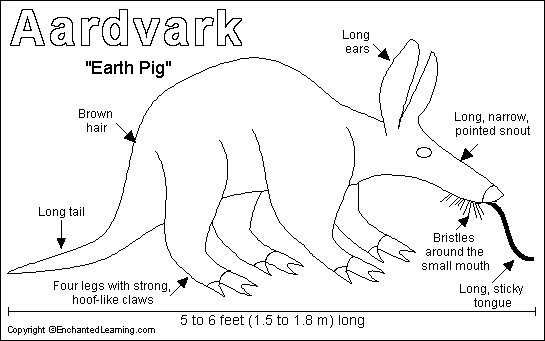 Aardvark
"Earth Pig"
Long
ears
Brown
hair
Long, narrow,
pointed snout
Long tail
Bristles
around the
small mouth
Four legs with strong,
hoof-like claws
Long, sticky
tongue
5 to 6 feet (1.5 to 1.8 m) long
Copyright ©EnchantedLearning.com